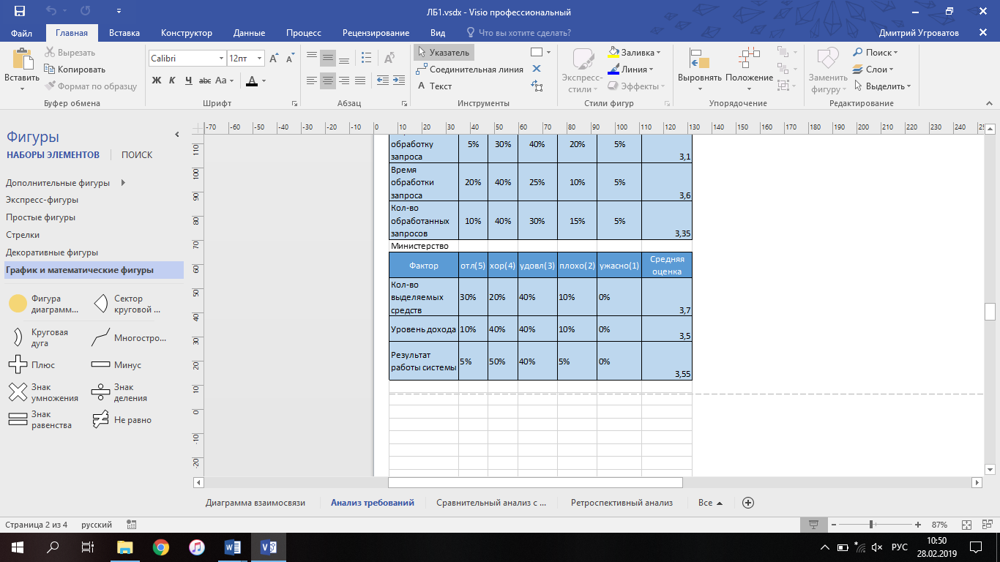 ЛБ1.vsdx - Visio профессиональный
Файл Главная Вставка Конструктор Данные Процесс Рецензирование Вид Что вы хотите сделать? Дмитрий Угроватов
Вставить
Вырезать
Копировать
Формат по образцу
Буфер обмена
Calibri 12пт
Ж К Ч abc Aa A
Шрифт
Абзац
Указатель
Соединительная линия
Текст
Инструменты
Экспресс-
стили
Заливка
Линия
Эффекты
Стили фигур
Выровнять Положение
Упорядочение
Заменить
фигуру
Поиск
Слои
Выделить
Редактирование
Фигуры
НАБОРЫ ЭЛЕМЕНТОВ ПОИСК
Дополнительные фигуры
Экспресс-фигуры
Простые фигуры
Стрелки
Декоративные фигуры
График и математические фигуры
Фигура
диаграмм...
Сектор
круговой ...
Круговая
дуга
Многостро...
Плюс
Минус
Знак
умножения
Знак
деления
Знак
равенства
Не равно
-70 -60 -50 -40 -30 -20 -10 0 10 20 30 40 50 60 70 80 90 100 110 120 130 140 150 160 170 180 190 200 210 220 230 240
110
100
90
80
70
60
50
40
30
20
10
0
-10
-20
обработку
запроса
5% 30% 40% 20% 5% 3,1
Время
обработки
запроса
20% 40% 25% 10% 5% 3,6
Кол-во
обработанных
запросов
10% 40% 30% 15% 5% 3,35
Министерство
Фактор отл(5) хор(4) удовл(3) плохо(2) ужасно(1) Средняя
оценка
Кол-во
выделяемых
средств
30% 20% 40% 10% 0% 3,7
Уровень дохода 10% 40% 40% 10% 0% 3,5
Результат
работы системы
5% 50% 40% 5% 0% 3,55
Диаграмма взаимосвязи Анализ требований Сравнительный анализ с ... Ретроспективный анализ Все
Страница 2 из 4 русский 87%
РУС
10:50
28.02.2019